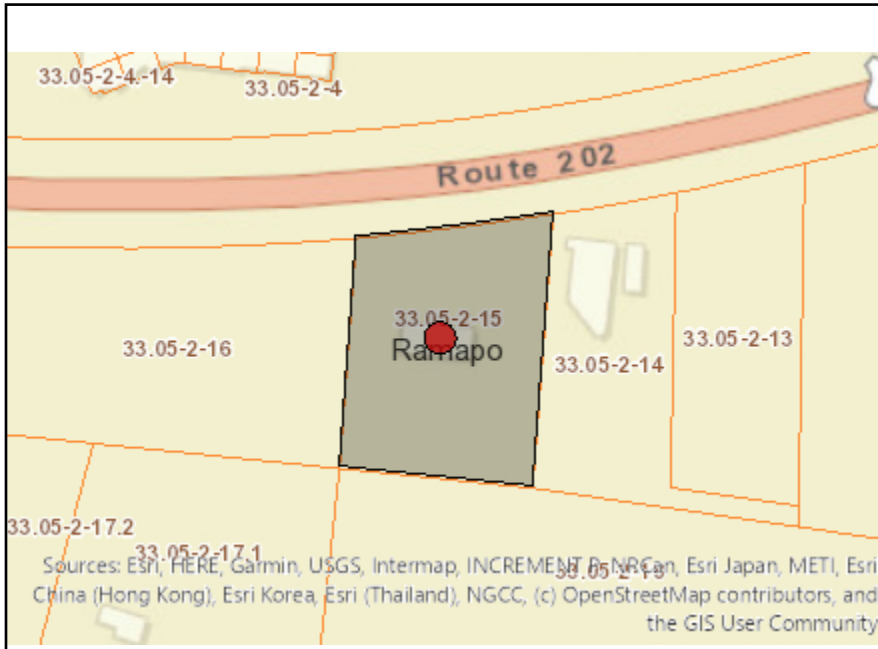 33.05-2-4.-14
33.05-2-4
Route 202
33.05-2-15
Ramapo
33.05-2-16
33.05-2-14
33.05-2-13
33.05-2-17.2
33.05-2-17.1
Sources: Esri, HERE, Garmin, USGS, Intermap, INCREMENT P, NRCan, Esri Japan, METI, Esri
China (Hong Kong), Esri Korea, Esri (Thailand), NGCC, (c) OpenStreetMap contributors, and
the GIS User Community